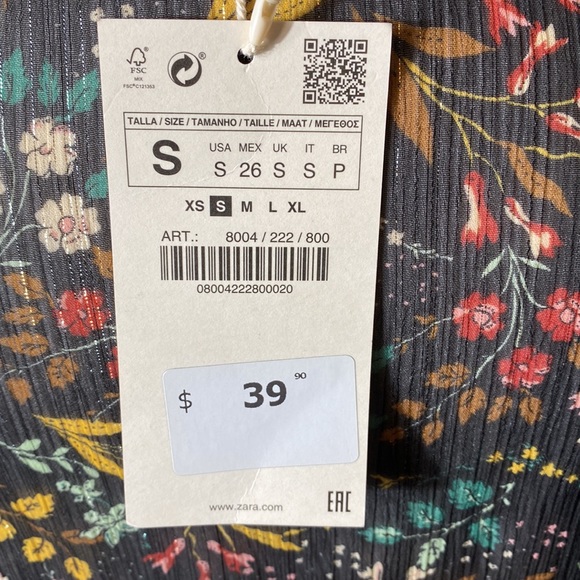 FSC
MIX
FSC® C121353
TALLA / SIZE / TAMANHO / TAILLE / MAAT / ΜΕΓΕΘΟΣ
S
USA MEX UK IT BR
S 26 S S P
XS S M L XL
ART.: 8004 / 222 / 800
08004222800020
$ 39 90
www.zara.com
EAC